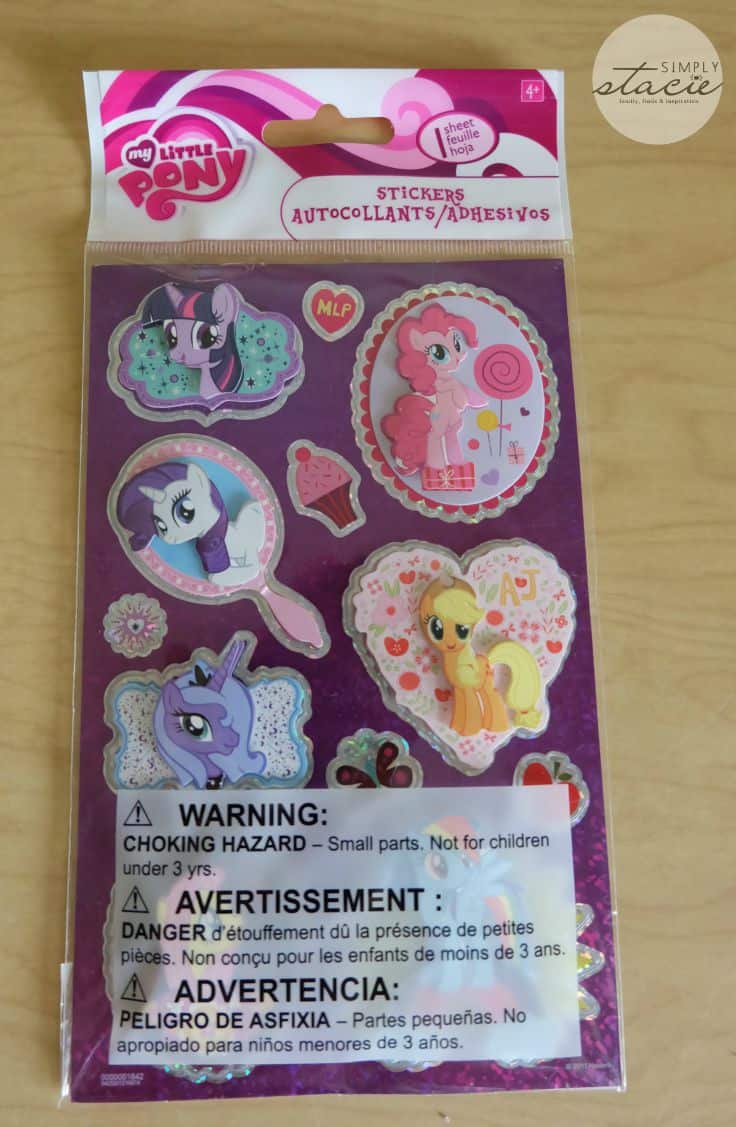 SIMPLY
stacie
family, finds & inspiration
4+
1 sheet
feuille
hoja
my LITTLE
PONY
STICKERS
AUTOCOLLANTS/ADHESIVOS
MLP
AJ
⚠ WARNING:
CHOKING HAZARD – Small parts. Not for children
under 3 yrs.
⚠ AVERTISSEMENT :
DANGER d'étouffement dû la présence de petites
pièces. Non conçu pour les enfants de moins de 3 ans.
⚠ ADVERTENCIA:
PELIGRO DE ASFIXIA – Partes pequeñas. No
apropiado para niños menores de 3 años.